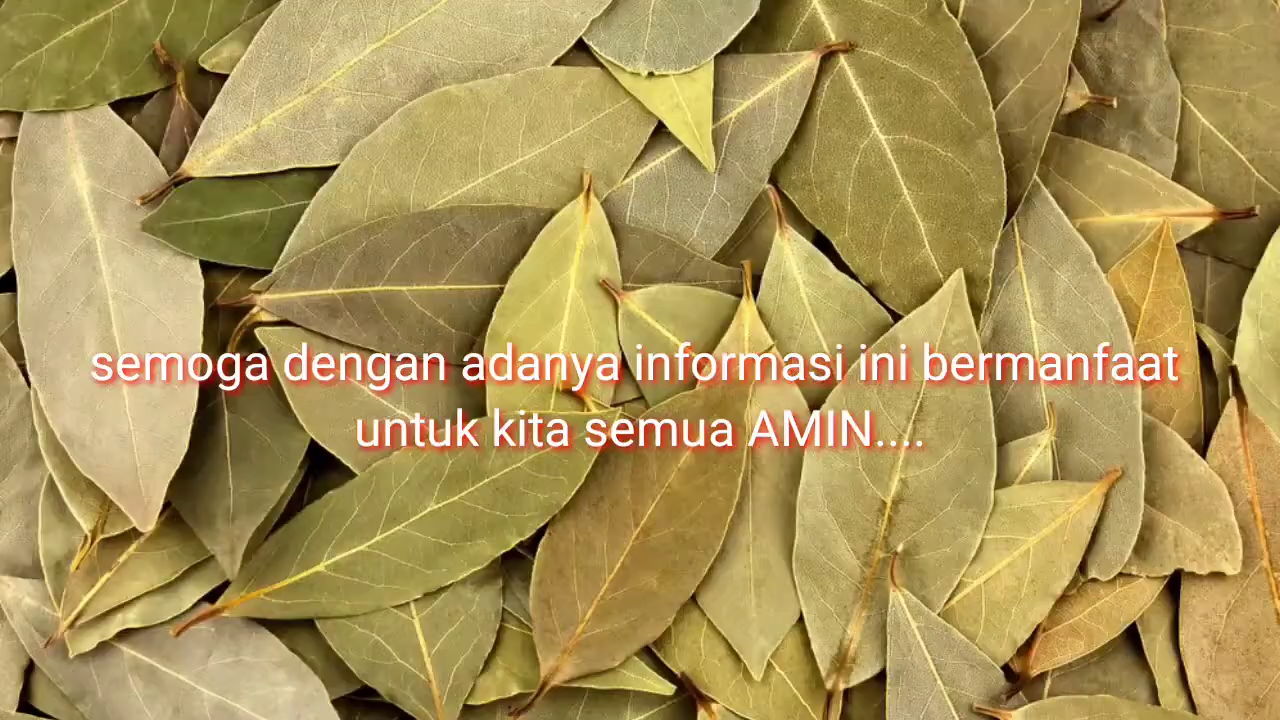 semoga dengan adanya informasi ini bermanfaat
untuk kita semua AMIN....